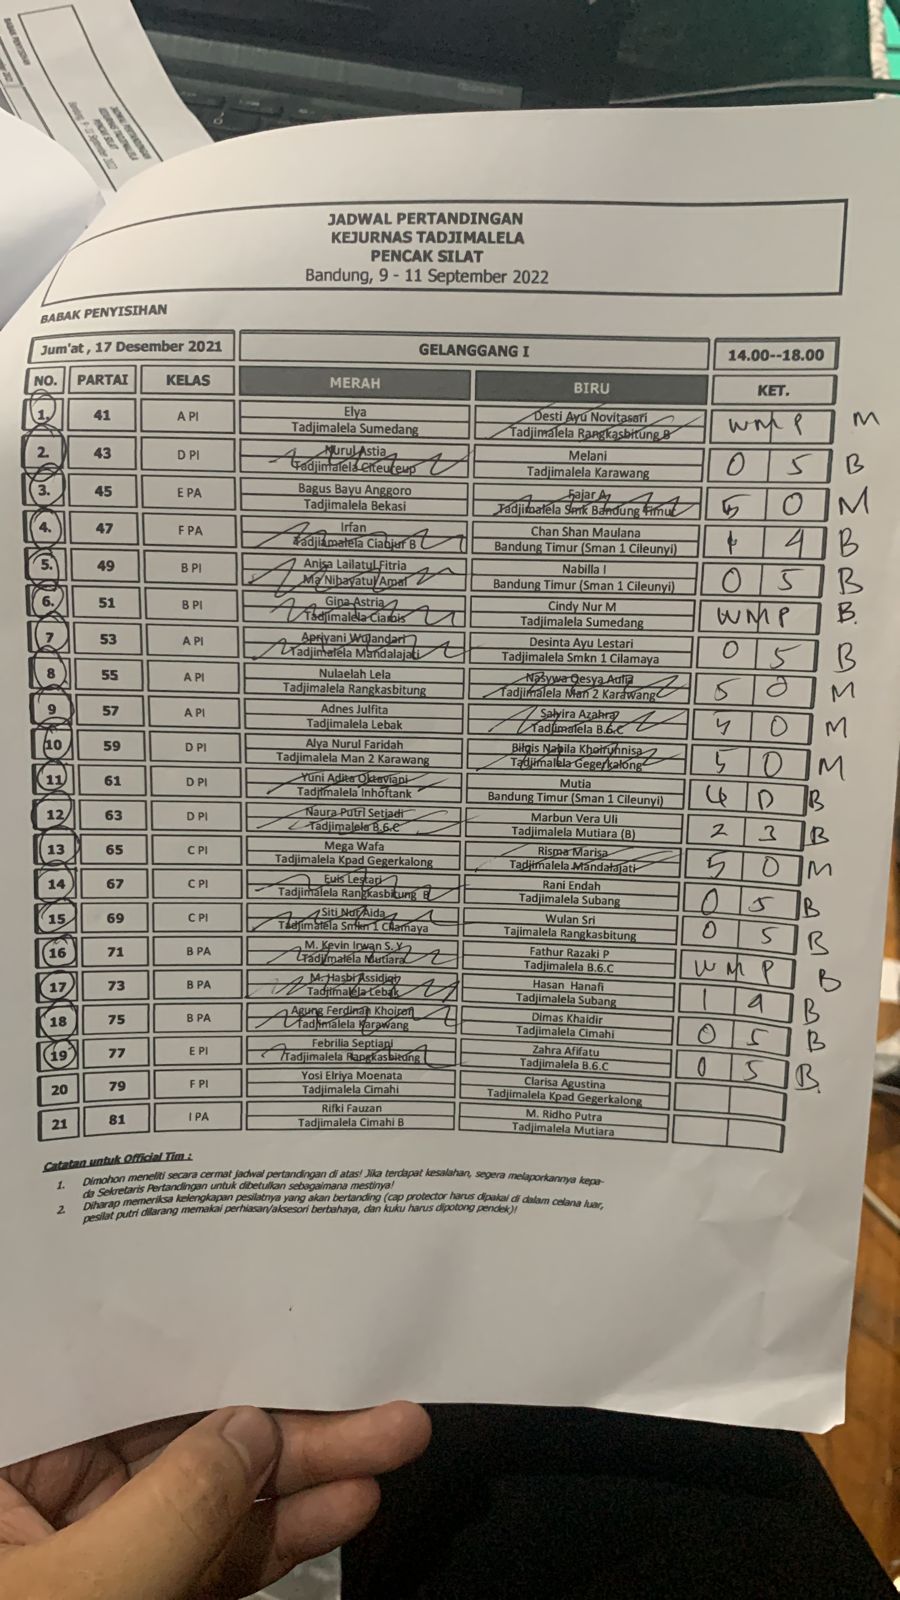 JADWAL PERTANDINGAN
KEJURNAS TADJIMALELA
PENCAK SILAT
Bandung, 9 - 11 September 2022
BABAK PENYISIHAN
Jum'at , 17 Desember 2021 GELANGGANG I 14.00--18.00
NO. PARTAI KELAS MERAH BIRU KET.
1. 41 A PI Elya Desti Ayu Novitasari WMP M
Tadjimalela Sumedang Tadjimalela Rangkasbitung B
2. 43 D PI Nurul Astia Melani 0 5 B
Tadjimalela Citeureup Tadjimalela Karawang
3. 45 E PA Bagus Bayu Anggoro Fajar A, 5 0 M
Tadjimalela Bekasi Tadjimalela Smk Bandung Timur
4. 47 F PA Irfan Chan Shan Maulana 4 B
Tadjiamalela Cianjur B Bandung Timur (Sman 1 Cileunyi)
5. 49 B PI Anisa Lailatul Fitria Nabilla I 0 5 B
Ma Nihayatul Amal Bandung Timur (Sman 1 Cileunyi)
6. 51 B PI Gina Astria Cindy Nur M WMP B.
Tadjimalela Ciamis Tadjimalela Sumedang
7 53 A PI Apriyani Wulandari Desinta Ayu Lestari 0 5 B
Tadjimalela Mandalajati Tadjimalela Smkn 1 Cilamaya
8 55 A PI Nulaelah Lela Nasywa Qesya Aulia 5 0 M
Tadjimalela Rangkasbitung Tadjimalela Man 2 Karawang
9 57 A PI Adnes Julfita Salvira Azahra 5 0 M
Tadjimalela Lebak Tadjimalela B.6.C
10 59 D PI Alya Nurul Faridah Bilqis Nabila Khoirunnisa 5 0 M
Tadjimalela Man 2 Karawang Tadjimalela Gegerkalong
11 61 D PI Yuni Adita Oktaviani Mutia B
Tadjimalela Inhoftank Bandung Timur (Sman 1 Cileunyi)
12 63 D PI Naura Putri Setiadi Marbun Vera Uli 2 3 B
Tadjimalela B.6.C Tadjimalela Mutiara (B)
13 65 C PI Mega Wafa Risma Marisa 5 0 M
Tadjimalela Kpad Gegerkalong Tadjimalela Mandalajati
14 67 C PI Euis Lestari Rani Endah 0 5 B
Tadjimalela Rangkasbitung B Tadjimalela Subang
15 69 C PI Siti Nur Aida Wulan Sri 0 5 B
Tadjimalela Smkn 1 Cilamaya Tajimalela Rangkasbitung
16 71 B PA M. Kevin Irwan S. Y Fathur Razaki P WMP B
Tadjimalela Mutiara Tadjimalela B.6.C
17 73 B PA M. Hasbi Assidiqh Hasan Hanafi 1 4 B
Tadjimalela Lebak Tadjimalela Subang
18 75 B PA Agung Ferdinan Khoiron Dimas Khaidir 0 5 B
Tadjimalela Karawang Tadjimalela Cimahi
19 77 E PI Febrilia Septiani Zahra Afifatu 0 5 B.
Tadjimalela Rangkasbitung Tadjimalela B.6.C
20 79 F PI Yosi Elriya Moenata Clarisa Agustina
Tadjimalela Cimahi Tadjimalela Kpad Gegerkalong
21 81 I PA Rifki Fauzan M. Ridho Putra
Tadjimalela Cimahi B Tadjimalela Mutiara
Catatan untuk Official Tim :
1. Dimohon meneliti secara cermat jadwal pertandingan di atas! Jika terdapat kesalahan, segera melaporkannya kepa-
da Sekretaris Pertandingan untuk dibetulkan sebagaimana mestinya!
2. Diharap memeriksa kelengkapan pesilatnya yang akan bertanding (cap protector harus dipakai di dalam celana luar,
pesilat putri dilarang memakai perhiasan/aksesori berbahaya, dan kuku harus dipotong pendek)!